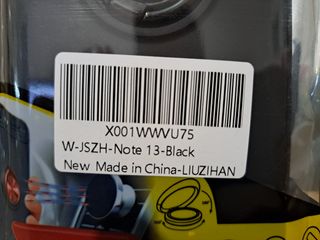 X001WWVU75
W-JSZH-Note 13-Black
New Made in China-LIUZIHAN